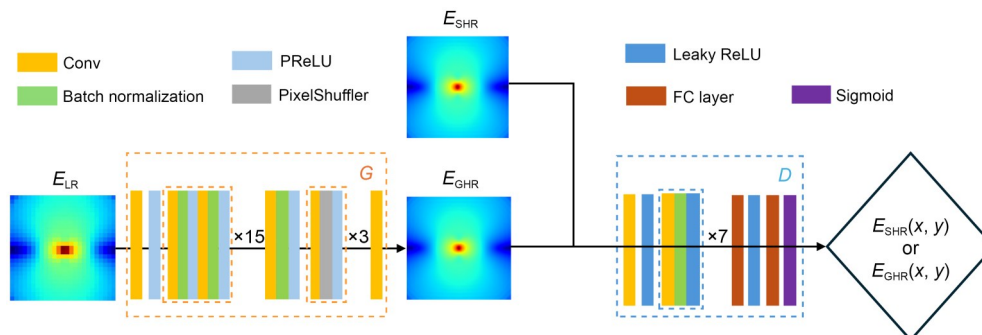 E_SHR
Conv
PReLU
Leaky ReLU
Batch normalization
PixelShuffler
FC layer
Sigmoid
E_LR
G
E_GHR
D
×15
×3
×7
E_SHR(x, y)
or
E_GHR(x, y)